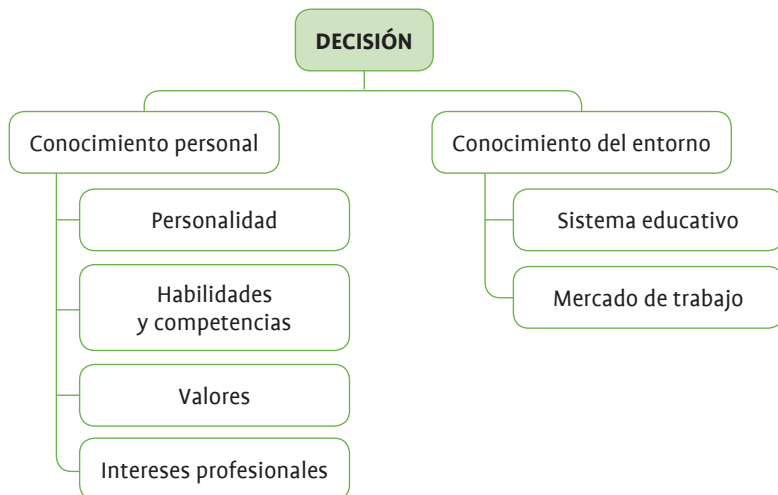 DECISIÓN
Conocimiento personal
Personalidad
Habilidades
y competencias
Valores
Intereses profesionales
Conocimiento del entorno
Sistema educativo
Mercado de trabajo